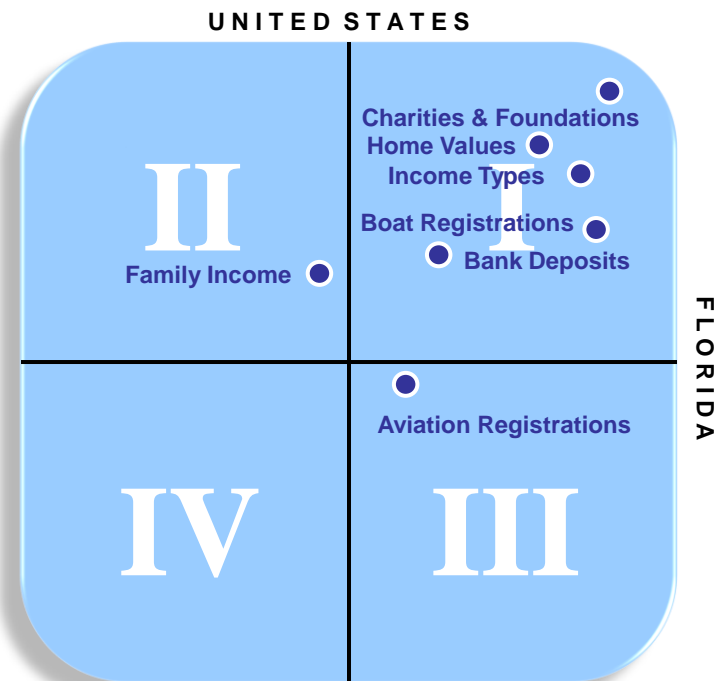 UNITED STATES
Charities & Foundations
Home Values
II
I
Income Types
Boat Registrations
Bank Deposits
Family Income
FLORIDA
Aviation Registrations
IV
III